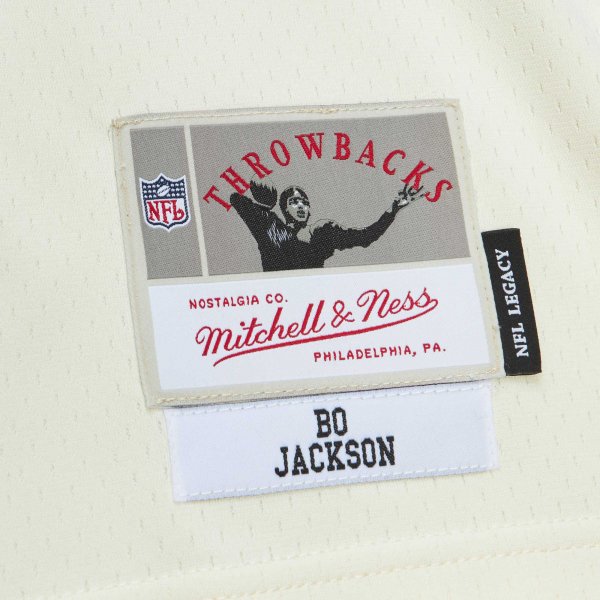 THROWBACKS
NFL
NOSTALGIA CO.
Mitchell & Ness
PHILADELPHIA, PA.
NFL LEGACY
BO
JACKSON